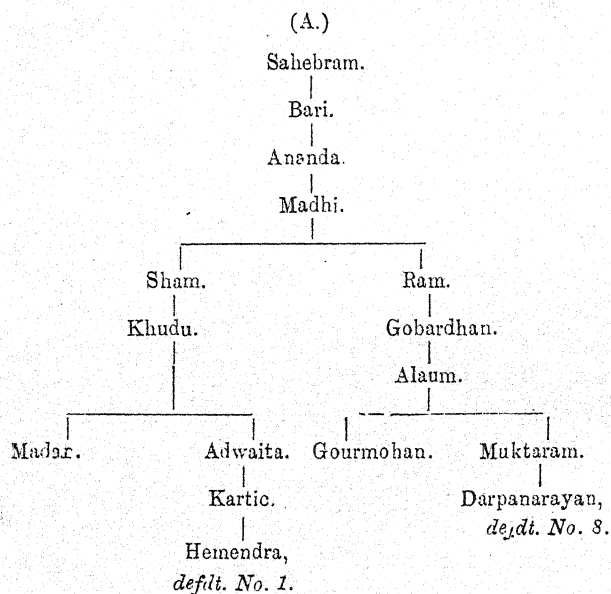 (A.)
Sahebram.
Bari.
Ananda.
Madhi.
Sham. Ram.
Khudu. Gobardhan.
Alaum.
Madar. Adwaita. Gourmohan. Muktaram.
Kartic. Darpanarayan,
defdt. No. 8.
Hemendra,
defdt. No. 1.